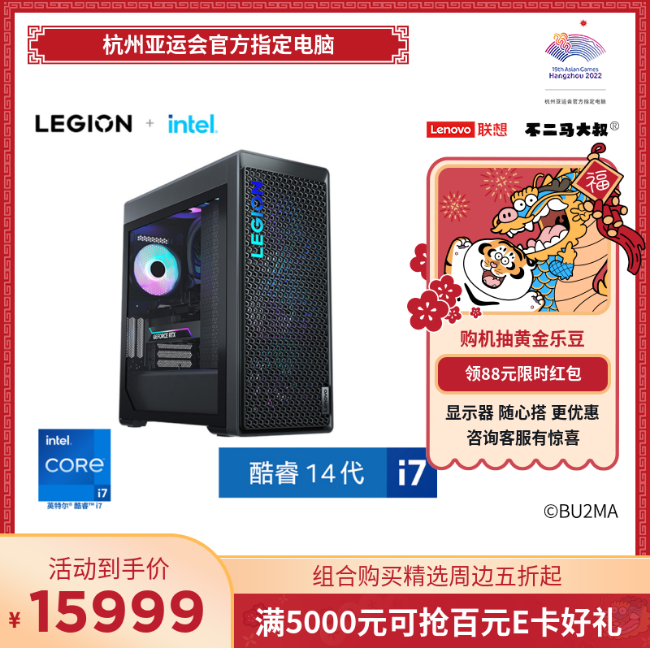 杭州亚运会官方指定电脑
19th Asian Games
Hangzhou 2022
杭州亚运会官方指定电脑
LEGION + intel.
Lenovo 联想 不二马大叔®
福
LEGION
GEFORCE RTX
Lenovo
购机抽黄金乐豆
领88元限时红包
显示器 随心搭 更优惠
咨询客服有惊喜
intel.
CORE
i7
英特尔® 酷睿™ i7
酷睿 14代 i7
©BU2MA
活动到手价
¥15999
组合购买精选周边五折起
满5000元可抢百元E卡好礼